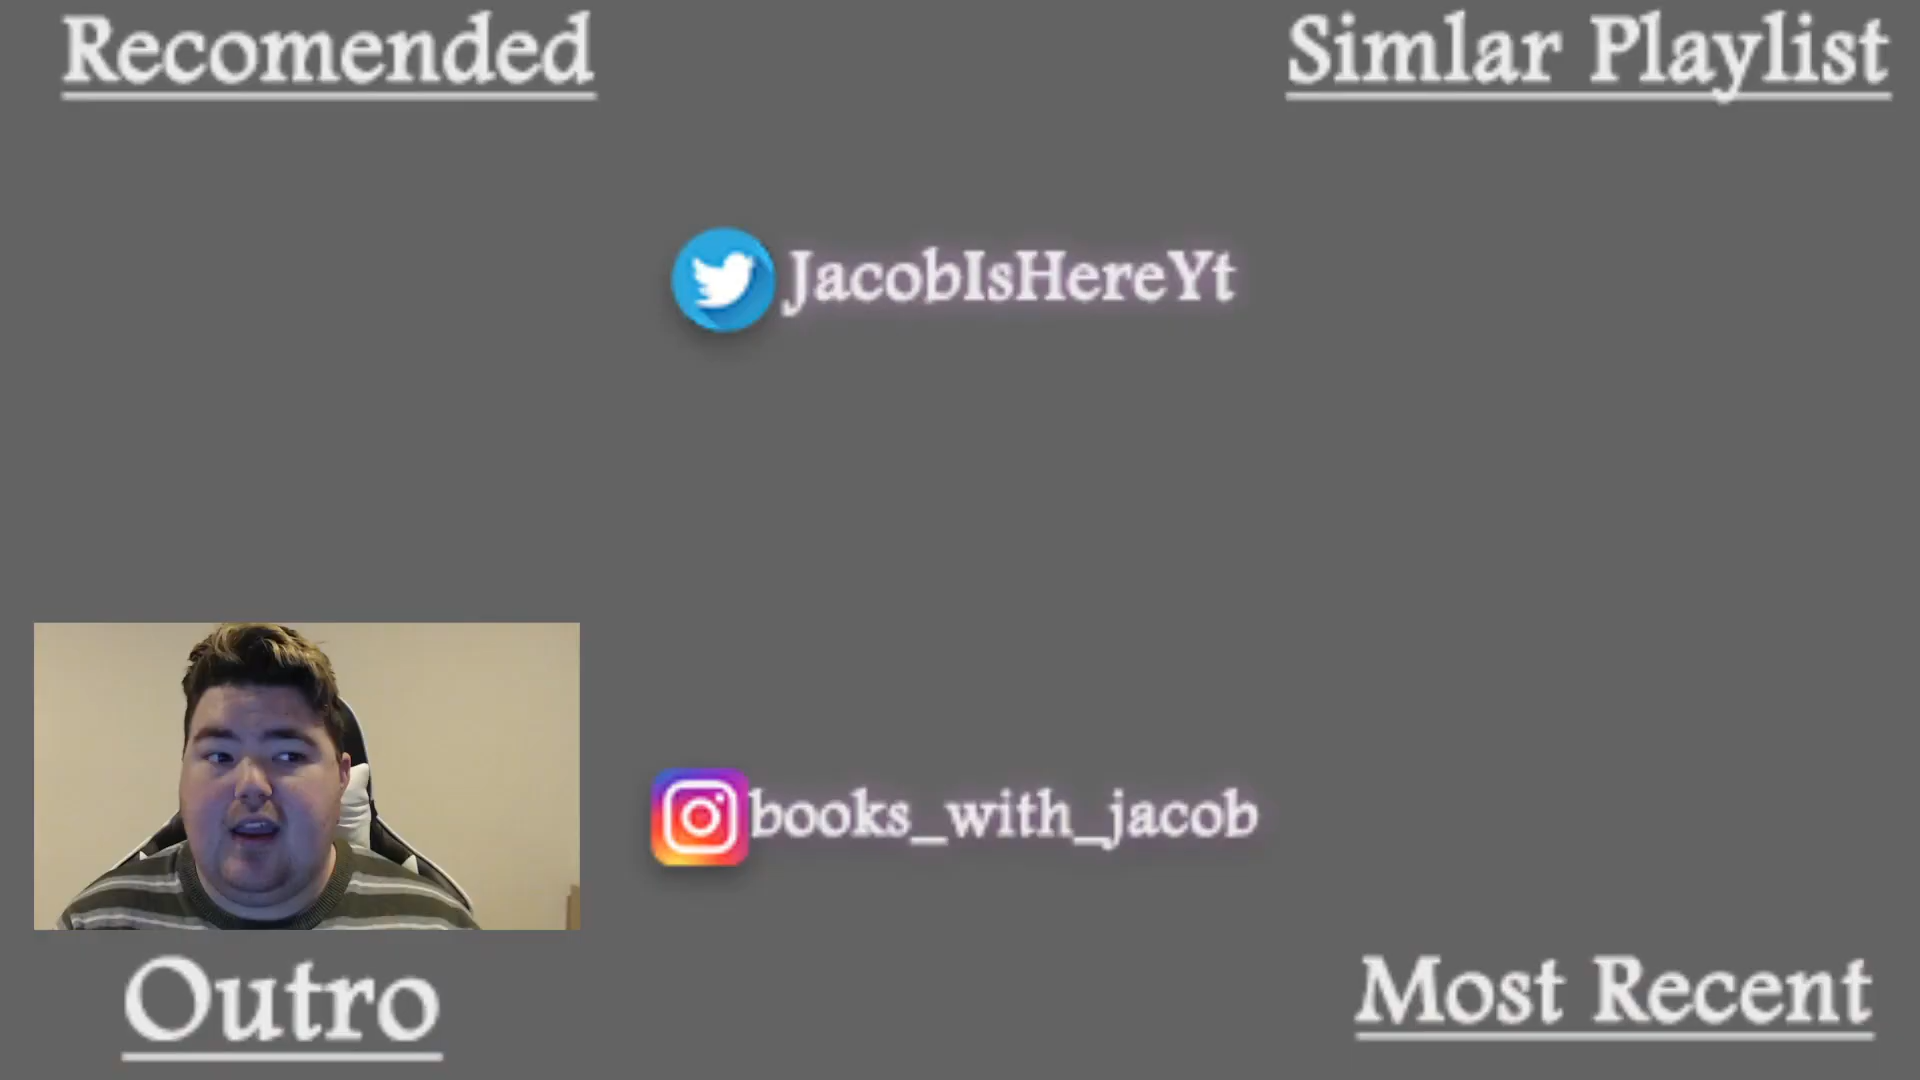 Recomended
Simlar Playlist
JacobIsHereYt
books_with_jacob
Outro
Most Recent